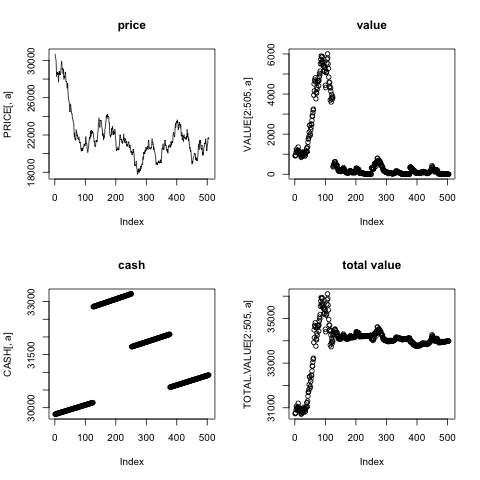 price
PRICE[, a]
18000 22000 26000 30000
0 100 200 300 400 500
Index
value
VALUE[2:505, a]
0 2000 4000 6000
0 100 200 300 400 500
Index
cash
CASH[, a]
30000 31500 33000
0 100 200 300 400 500
Index
total value
TOTAL.VALUE[2:505, a]
31000 33000 35000
0 100 200 300 400 500
Index